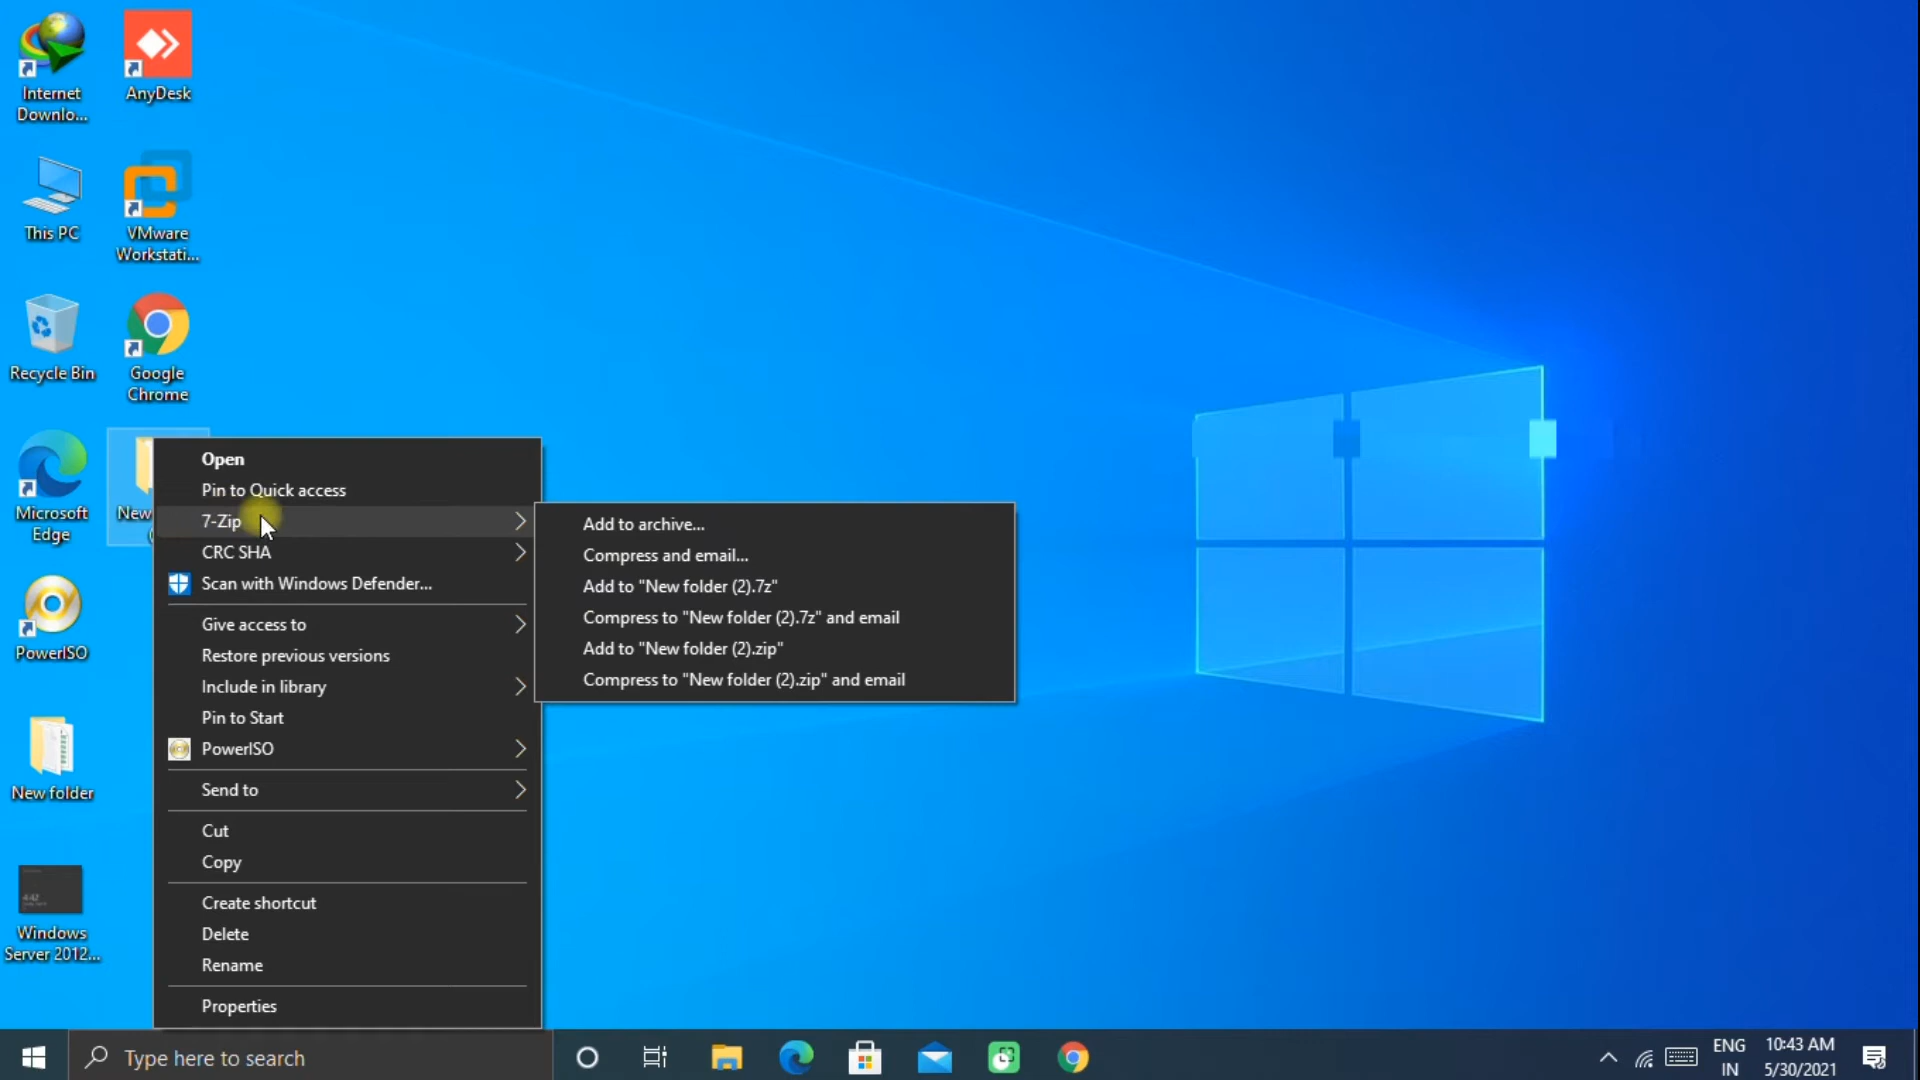 Internet
Downlo...
AnyDesk
This PC
VMware
Workstati...
Recycle Bin
Google
Chrome
Microsoft
Edge
New
(
PowerISO
New folder
4:42
Windows
Server 2012...
Open
Pin to Quick access
7-Zip
CRC SHA
Scan with Windows Defender...
Give access to
Restore previous versions
Include in library
Pin to Start
PowerISO
Send to
Cut
Copy
Create shortcut
Delete
Rename
Properties
Add to archive...
Compress and email...
Add to "New folder (2).7z"
Compress to "New folder (2).7z" and email
Add to "New folder (2).zip"
Compress to "New folder (2).zip" and email
Type here to search
ENG
IN
10:43 AM
5/30/2021